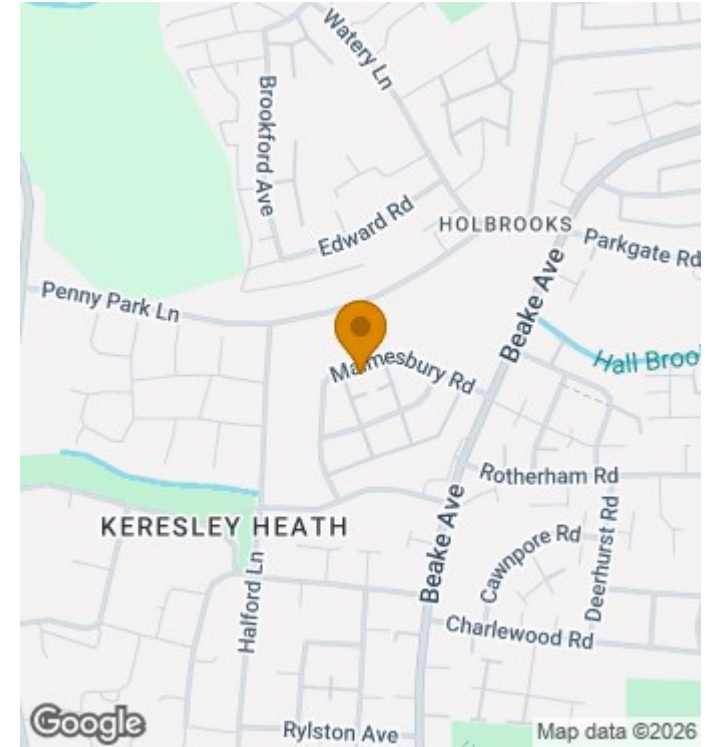 Watery Ln
Brookford Ave
Edward Rd
HOLBROOKS
Parkgate Rd
Penny Park Ln
Beake Ave
Hall Brook
Malmesbury Rd
Rotherham Rd
KERESLEY HEATH
Beake Ave
Cawnpore Rd
Deerhurst Rd
Halford Ln
Charlewood Rd
Rylston Ave
Google
Map data ©2026